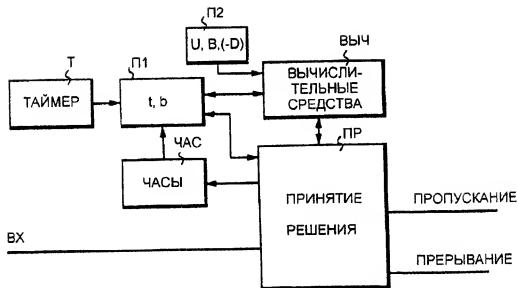 П2
U, B,(-D)
ВЫЧ
ВЫЧИСЛИ-
ТЕЛЬНЫЕ
СРЕДСТВА
Т
ТАЙМЕР
П1
t, b
ЧАС
ЧАСЫ
ПР
ПРИНЯТИЕ
РЕШЕНИЯ
ПРОПУСКАНИЕ
ВХ
ПРЕРЫВАНИЕ